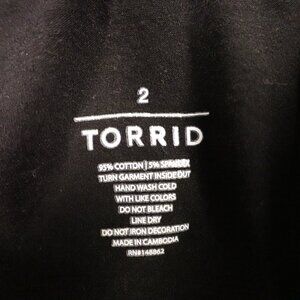 2
TORRID
95% COTTON | 5% SPANDEX
TURN GARMENT INSIDE OUT
HAND WASH COLD
WITH LIKE COLORS
DO NOT BLEACH
LINE DRY
DO NOT IRON DECORATION
MADE IN CAMBODIA
RN#148862